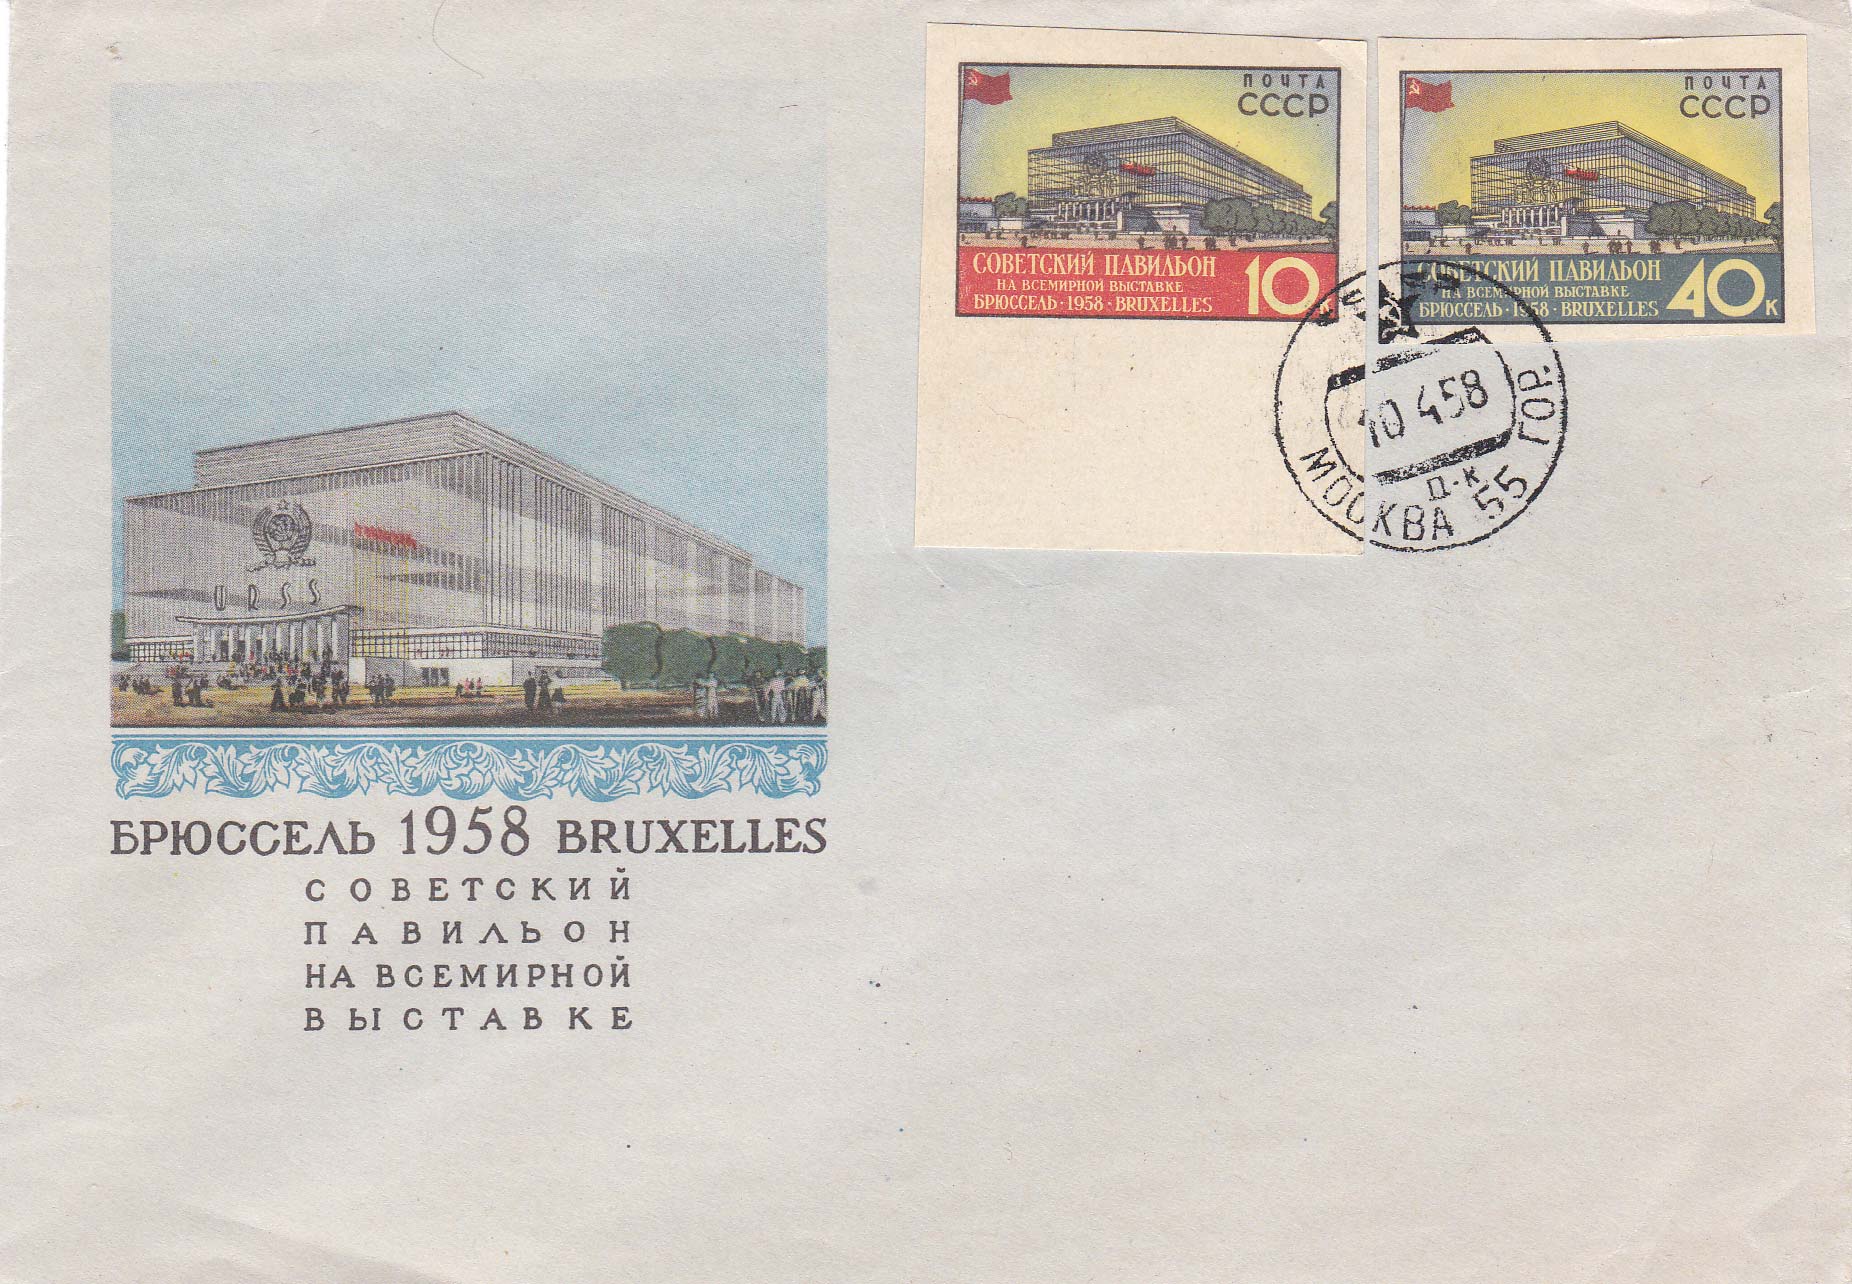 ПОЧТА
СССР
СОВЕТСКИЙ ПАВИЛЬОН
НА ВСЕМИРНОЙ ВЫСТАВКЕ
БРЮССЕЛЬ · 1958 · BRUXELLES
10 К
ПОЧТА
СССР
СОВЕТСКИЙ ПАВИЛЬОН
НА ВСЕМИРНОЙ ВЫСТАВКЕ
БРЮССЕЛЬ · 1958 · BRUXELLES
40 К
10 4 58
П-К
МОСКВА 55 ГОР.
URSS
БРЮССЕЛЬ 1958 BRUXELLES
СОВЕТСКИЙ
ПАВИЛЬОН
НА ВСЕМИРНОЙ
ВЫСТАВКЕ